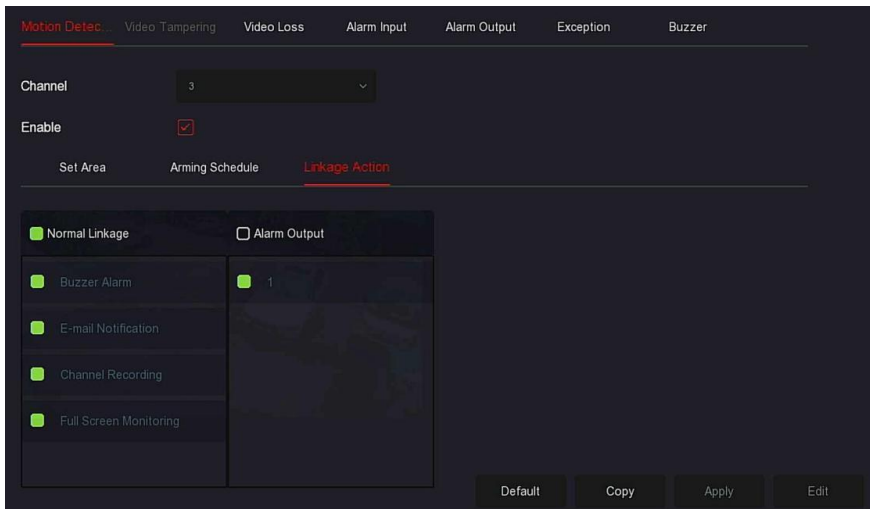 Motion Detec... Video Tampering Video Loss Alarm Input Alarm Output Exception Buzzer
Channel 3
Enable
Set Area Arming Schedule Linkage Action
Normal Linkage Alarm Output
Buzzer Alarm 1
E-mail Notification
Channel Recording
Full Screen Monitoring
Default Copy Apply Edit